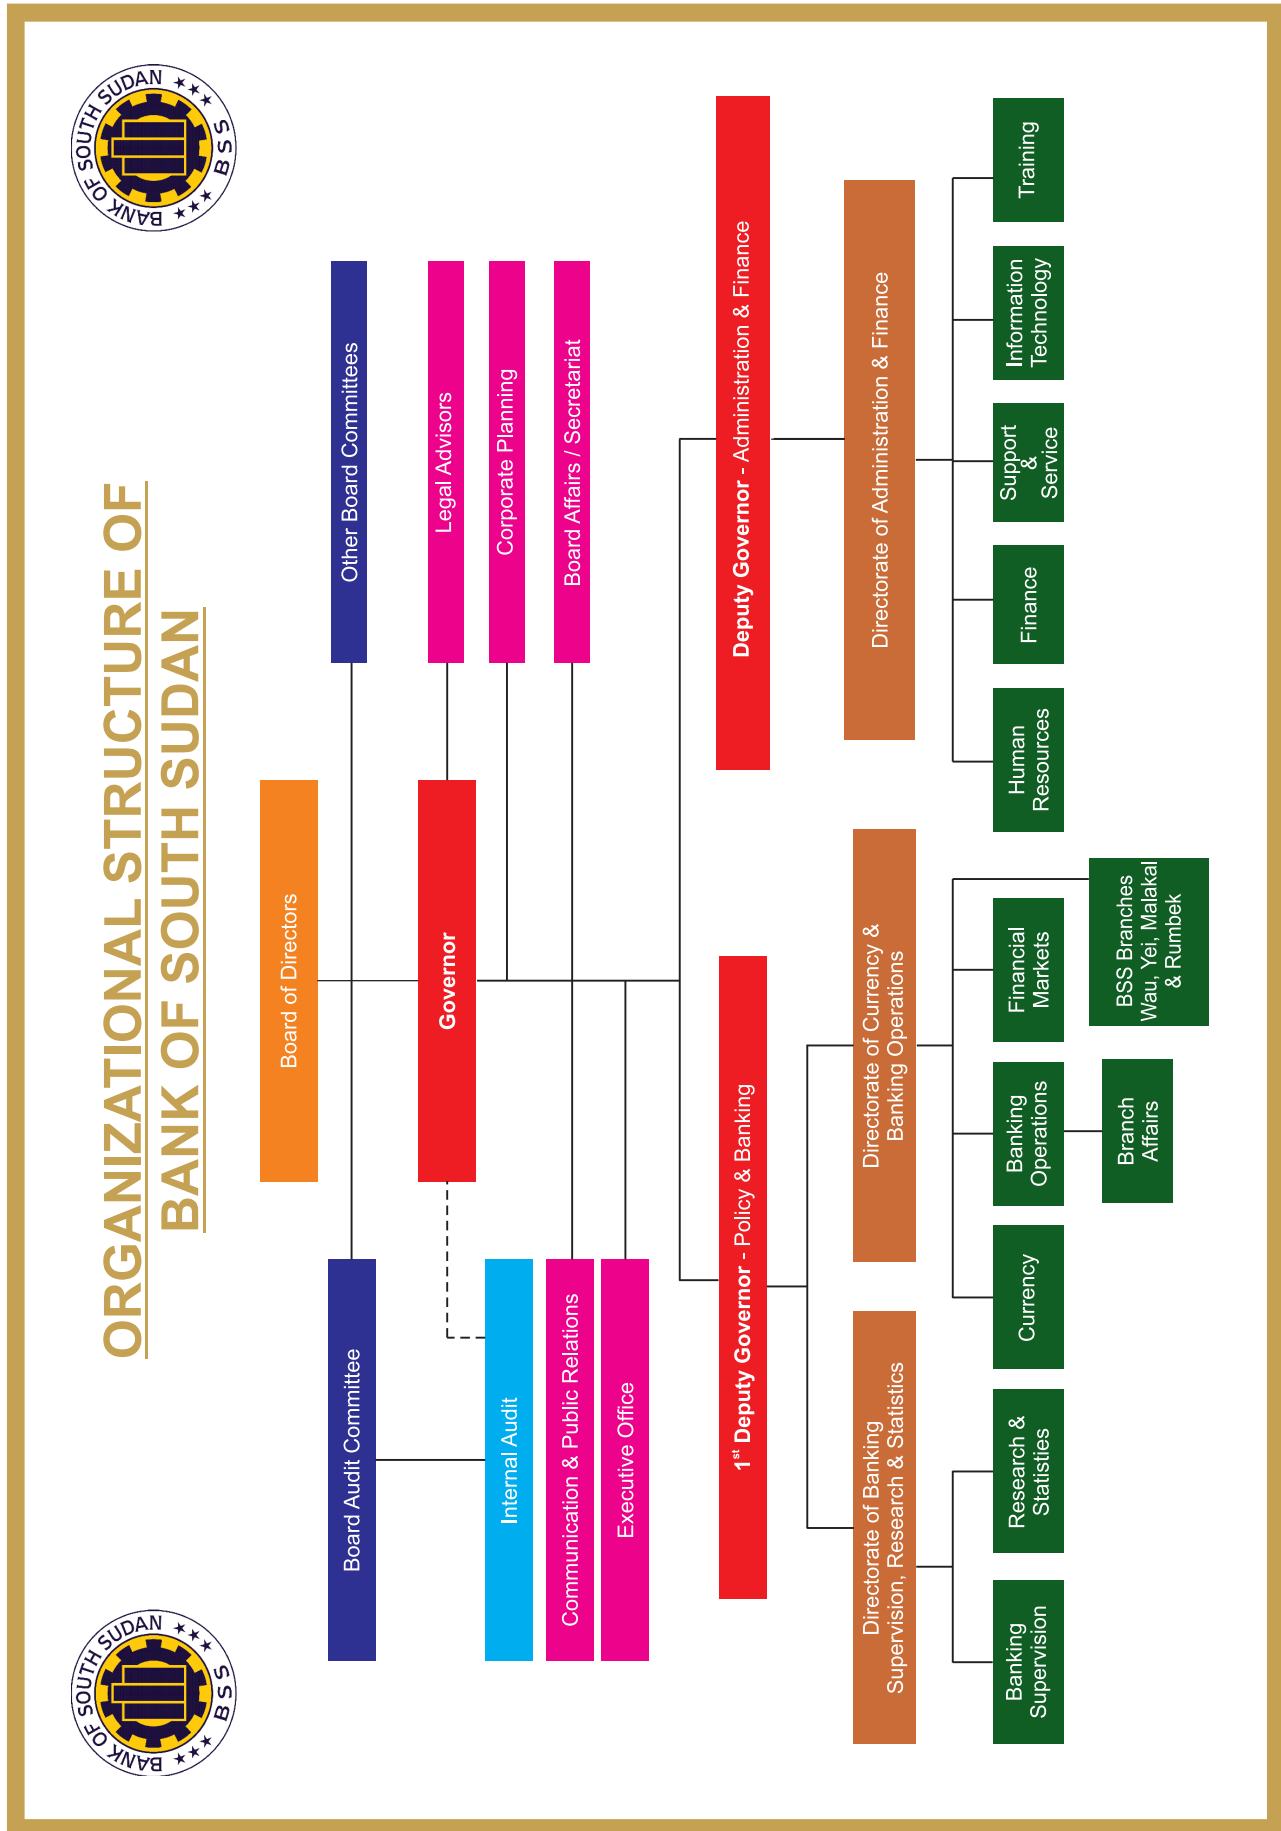 ORGANIZATIONAL STRUCTURE OF
BANK OF SOUTH SUDAN
BANK OF SOUTH SUDAN
BSS
BANK OF SOUTH SUDAN
BSS
Board of Directors
Board Audit Committee
Other Board Committees
Governor
Legal Advisors
Internal Audit
Corporate Planning
Communication & Public Relations
Board Affairs / Secretariat
Executive Office
1st Deputy Governor - Policy & Banking
Deputy Governor - Administration & Finance
Directorate of Banking
Supervision, Research & Statistics
Directorate of Currency &
Banking Operations
Directorate of Administration & Finance
Banking
Supervision
Research &
Statisties
Currency
Banking
Operations
Financial
Markets
Human
Resources
Finance
Support
&
Service
Information
Technology
Training
Branch
Affairs
BSS Branches
Wau, Yei, Malakal
& Rumbek